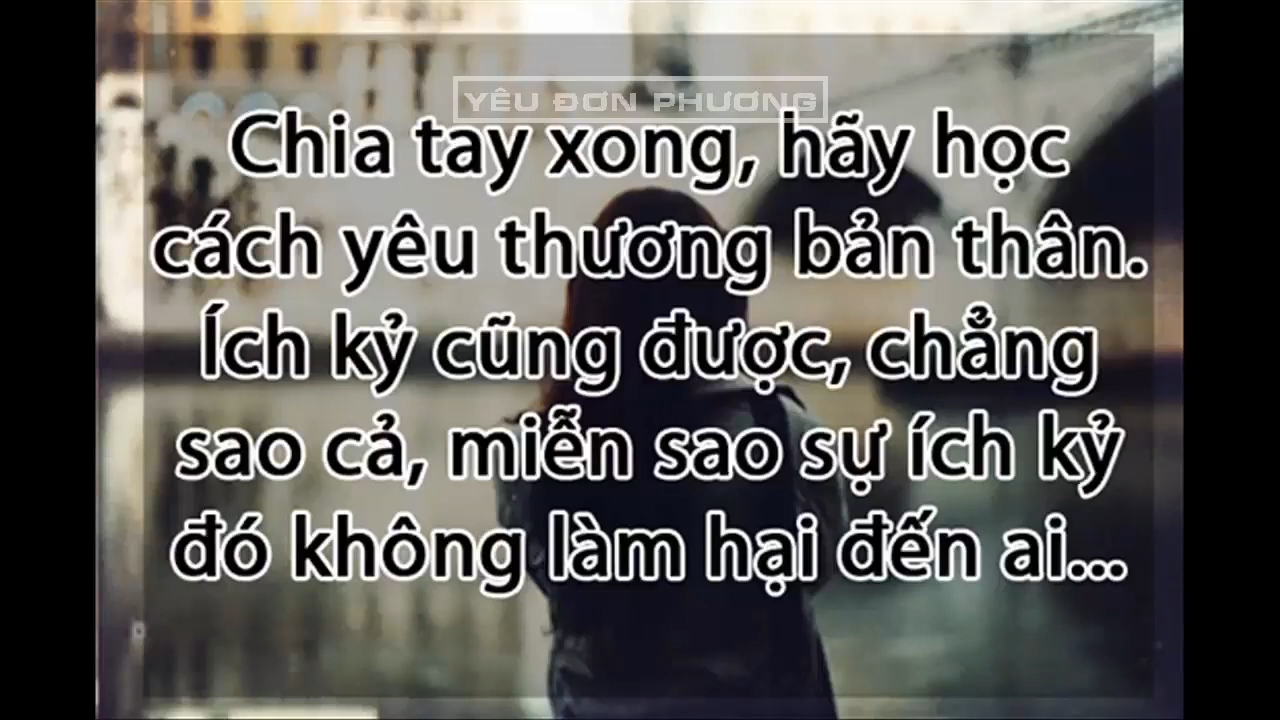 YÊU ĐƠN PHƯƠNG
Chia tay xong, hãy học
cách yêu thương bản thân.
Ích kỷ cũng được, chẳng
sao cả, miễn sao sự ích kỷ
đó không làm hại đến ai...